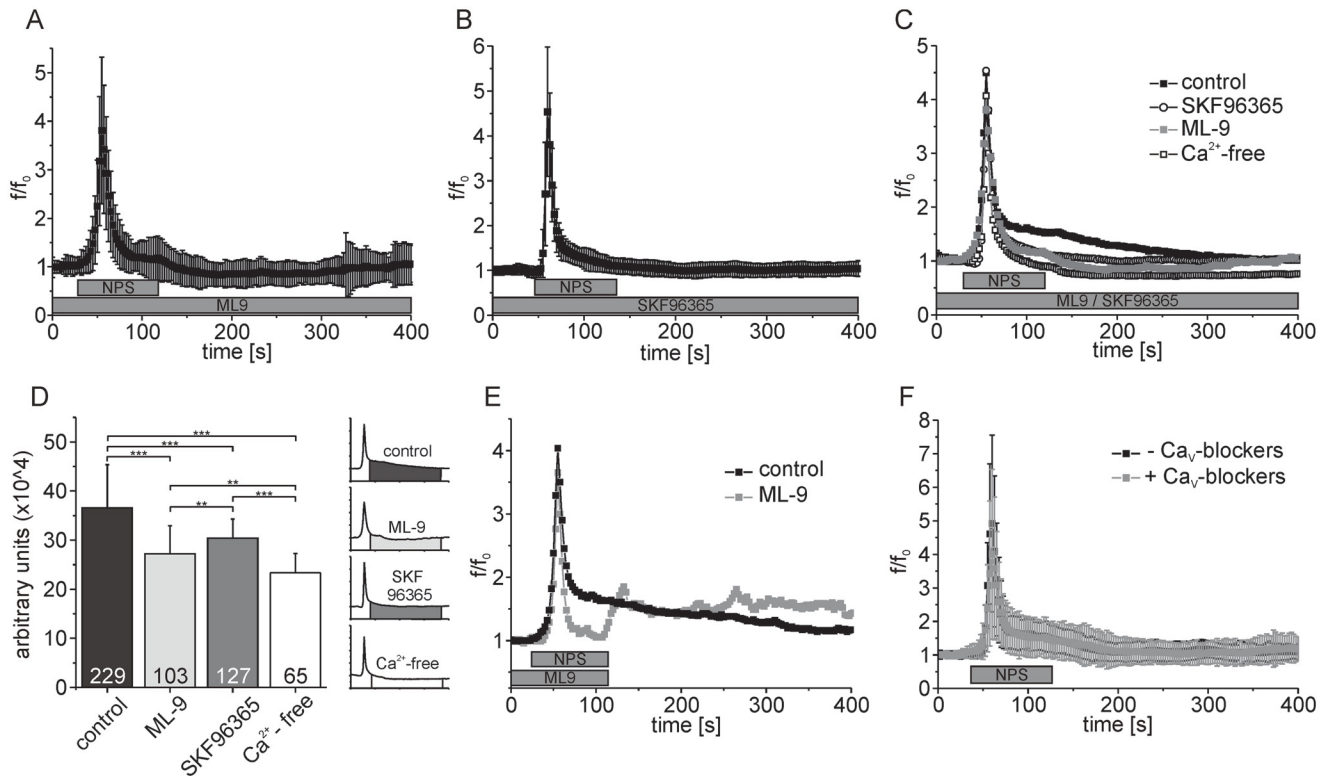 A
f/f0
5
4
3
2
1
0
NPS
ML9
0 100 200 300 400
time [s]
B
f/f0
6
5
4
3
2
1
0
NPS
SKF96365
0 100 200 300 400
time [s]
C
f/f0
5
4
3
2
1
0
control
SKF96365
ML-9
Ca2+-free
NPS
ML9 / SKF96365
0 100 200 300 400
time [s]
D
arbitrary units (x10^4)
50
40
30
20
10
0
***
***
***
**
**
***
229 103 127 65
control
ML-9
SKF96365
Ca2+- free
control
ML-9
SKF
96365
Ca2+-free
E
f/f0
4
3
2
1
control
ML-9
NPS
ML9
0 100 200 300 400
time [s]
F
f/f0
8
7
6
5
4
3
2
1
0
- CaV-blockers
+ CaV-blockers
NPS
0 100 200 300 400
time [s]